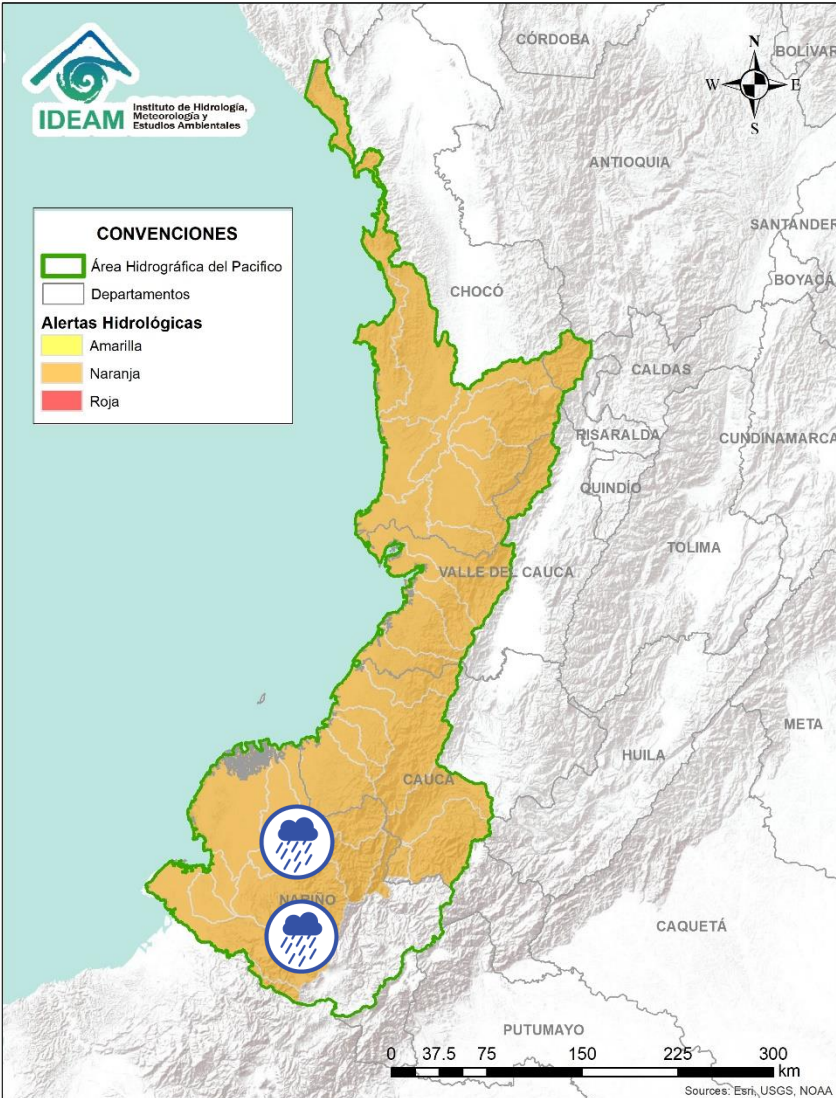 IDEAM
Instituto de Hidrología,
Meteorología y
Estudios Ambientales
CÓRDOBA
BOLÍVAR
N
W
E
S
ANTIOQUIA
SANTANDER
BOYACÁ
CONVENCIONES
Área Hidrográfica del Pacifico
Departamentos
Alertas Hidrológicas
Amarilla
Naranja
Roja
CHOCÓ
CALDAS
RISARALDA
CUNDINAMARCA
QUINDÍO
TOLIMA
VALLE DEL CAUCA
META
HUILA
CAUCA
NARIÑO
CAQUETÁ
PUTUMAYO
0 37.5 75 150 225 300
km
Sources: Esri, USGS, NOAA